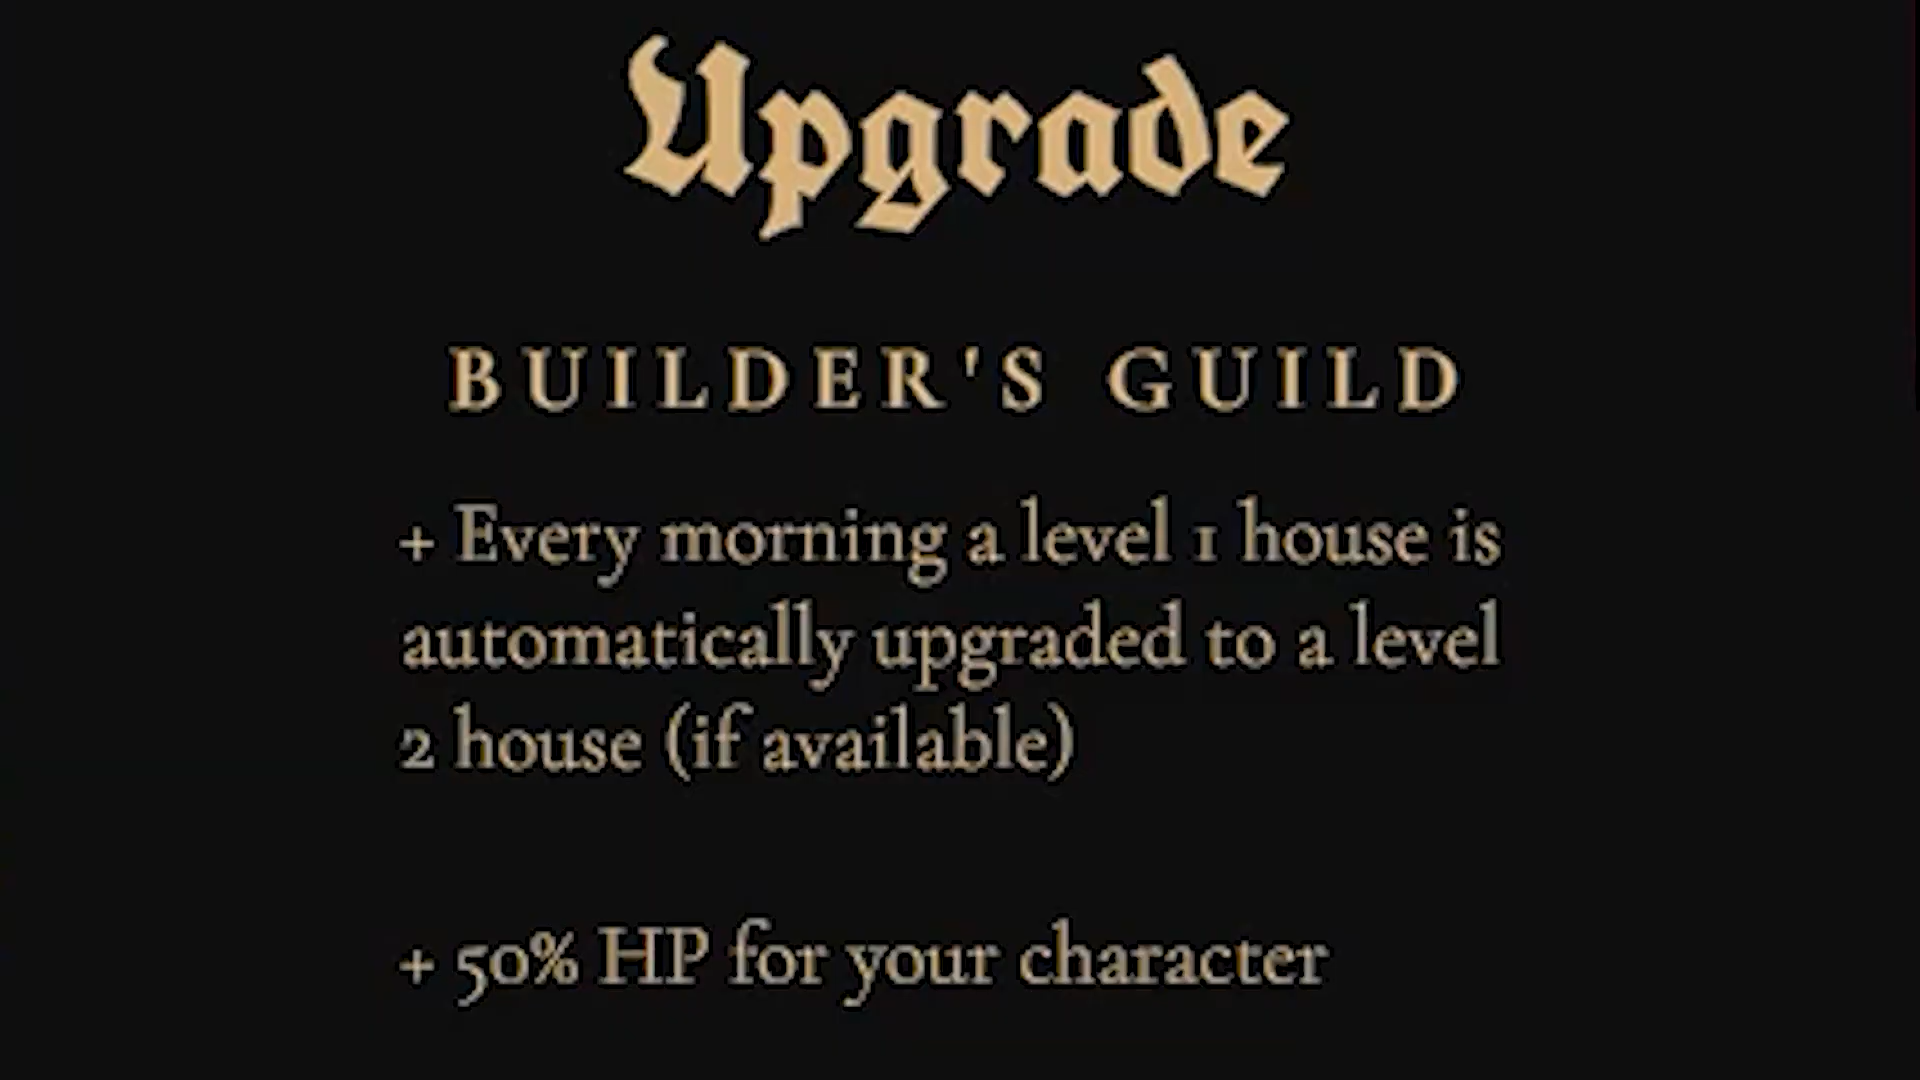 Upgrade
BUILDER'S GUILD
+ Every morning a level 1 house is
automatically upgraded to a level
2 house (if available)
+ 50% HP for your character